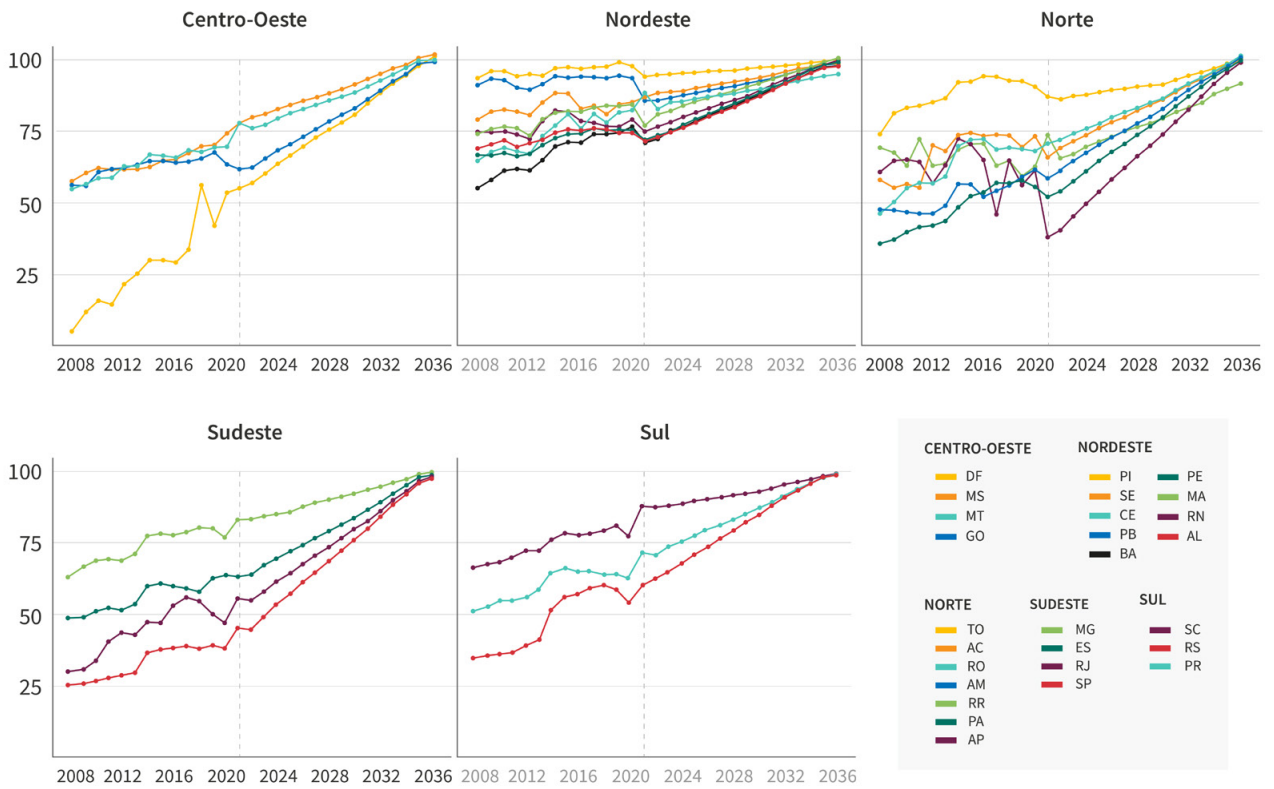 Centro-Oeste
Nordeste
Norte
100
75
50
25
2008 2012 2016 2020 2024 2028 2032 2036
2008 2012 2016 2020 2024 2028 2032 2036
2008 2012 2016 2020 2024 2028 2032 2036
Sudeste
Sul
100
75
50
25
2008 2012 2016 2020 2024 2028 2032 2036
2008 2012 2016 2020 2024 2028 2032 2036
CENTRO-OESTE
DF
MS
MT
GO
NORDESTE
PI
SE
CE
PB
BA
PE
MA
RN
AL
NORTE
TO
AC
RO
AM
RR
PA
AP
SUDESTE
MG
ES
RJ
SP
SUL
SC
RS
PR